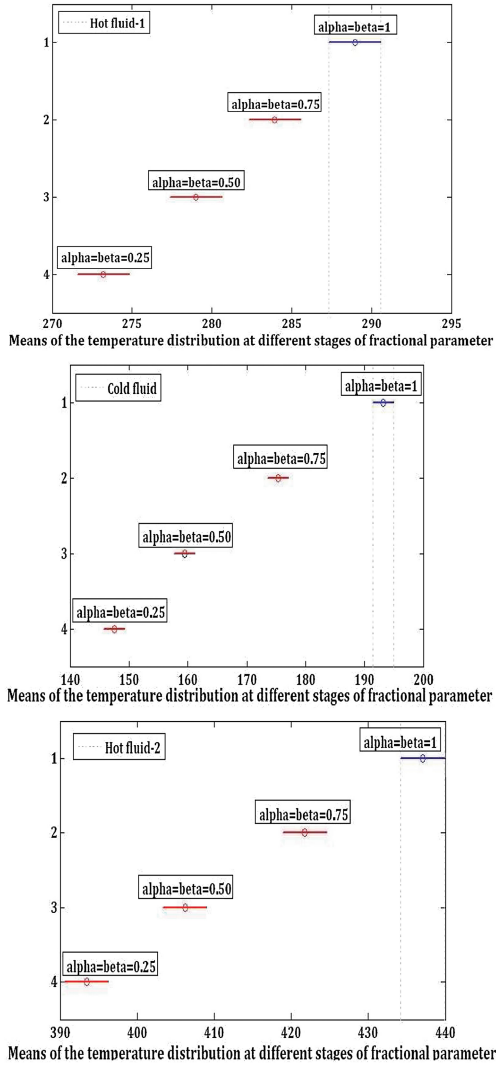 Hot fluid-1
alpha=beta=1
1
alpha=beta=0.75
2
alpha=beta=0.50
3
alpha=beta=0.25
4
270 275 280 285 290 295
Means of the temperature distribution at different stages of fractional parameter
Cold fluid
alpha=beta=1
1
alpha=beta=0.75
2
alpha=beta=0.50
3
alpha=beta=0.25
4
140 150 160 170 180 190 200
Means of the temperature distribution at different stages of fractional parameter
Hot fluid-2
alpha=beta=1
1
alpha=beta=0.75
2
alpha=beta=0.50
3
alpha=beta=0.25
4
390 400 410 420 430 440
Means of the temperature distribution at different stages of fractional parameter